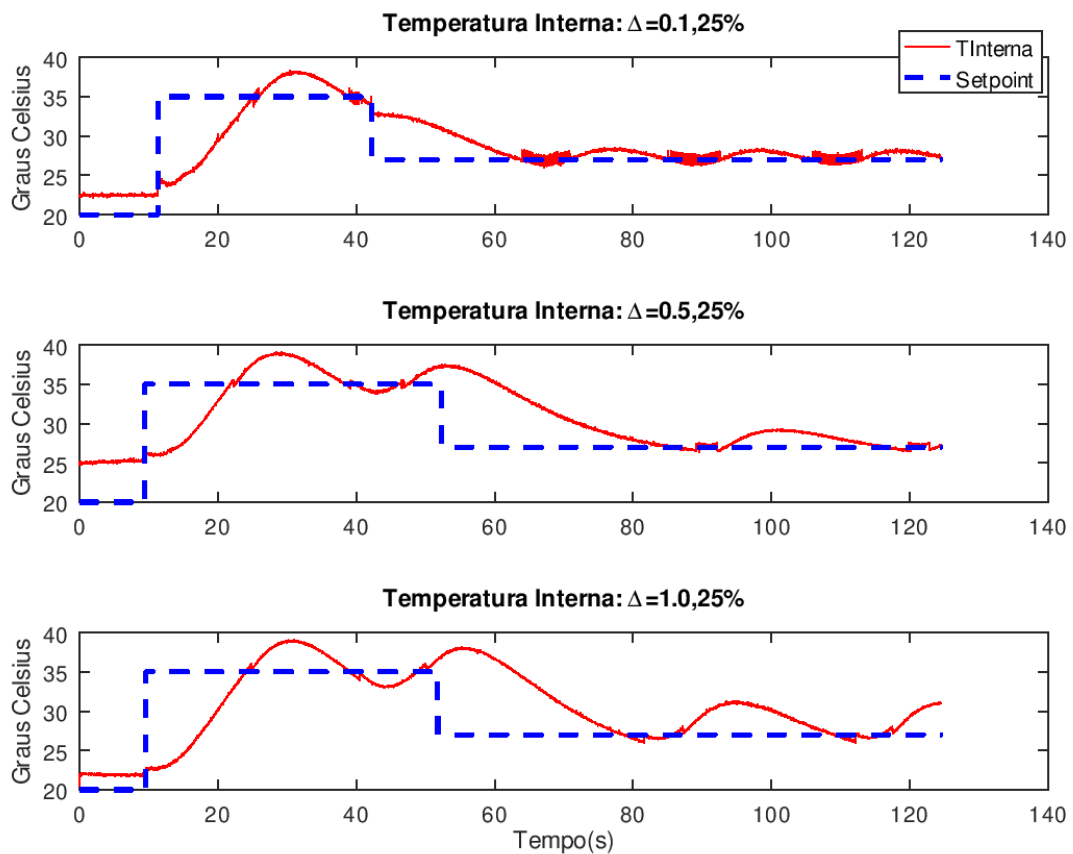 Temperatura Interna: Δ=0.1,25%
TInterna
Setpoint
Graus Celsius
40
35
30
25
20
0 20 40 60 80 100 120 140
Temperatura Interna: Δ=0.5,25%
Graus Celsius
40
35
30
25
20
0 20 40 60 80 100 120 140
Temperatura Interna: Δ=1.0,25%
Graus Celsius
40
35
30
25
20
0 20 40 60 80 100 120 140
Tempo(s)